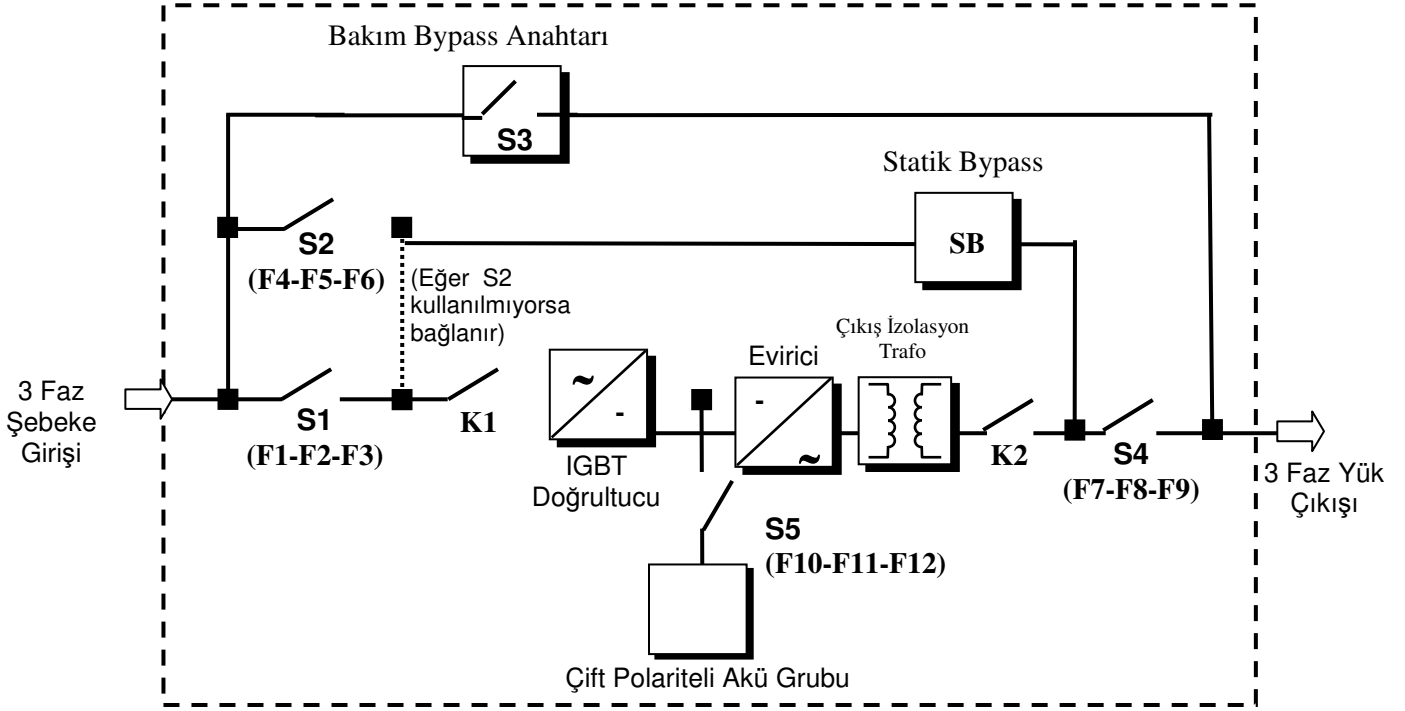 Bakım Bypass Anahtarı
S3
Statik Bypass
SB
S2
(F4-F5-F6)
(Eğer S2
kullanılmıyorsa
bağlanır)
Çıkış İzolasyon
Trafo
Evirici
3 Faz
Şebeke
Girişi
S1
(F1-F2-F3)
K1
~
-
IGBT
Doğrultucu
-
~
K2
S4
(F7-F8-F9)
3 Faz Yük
Çıkışı
S5
(F10-F11-F12)
Çift Polariteli Akü Grubu